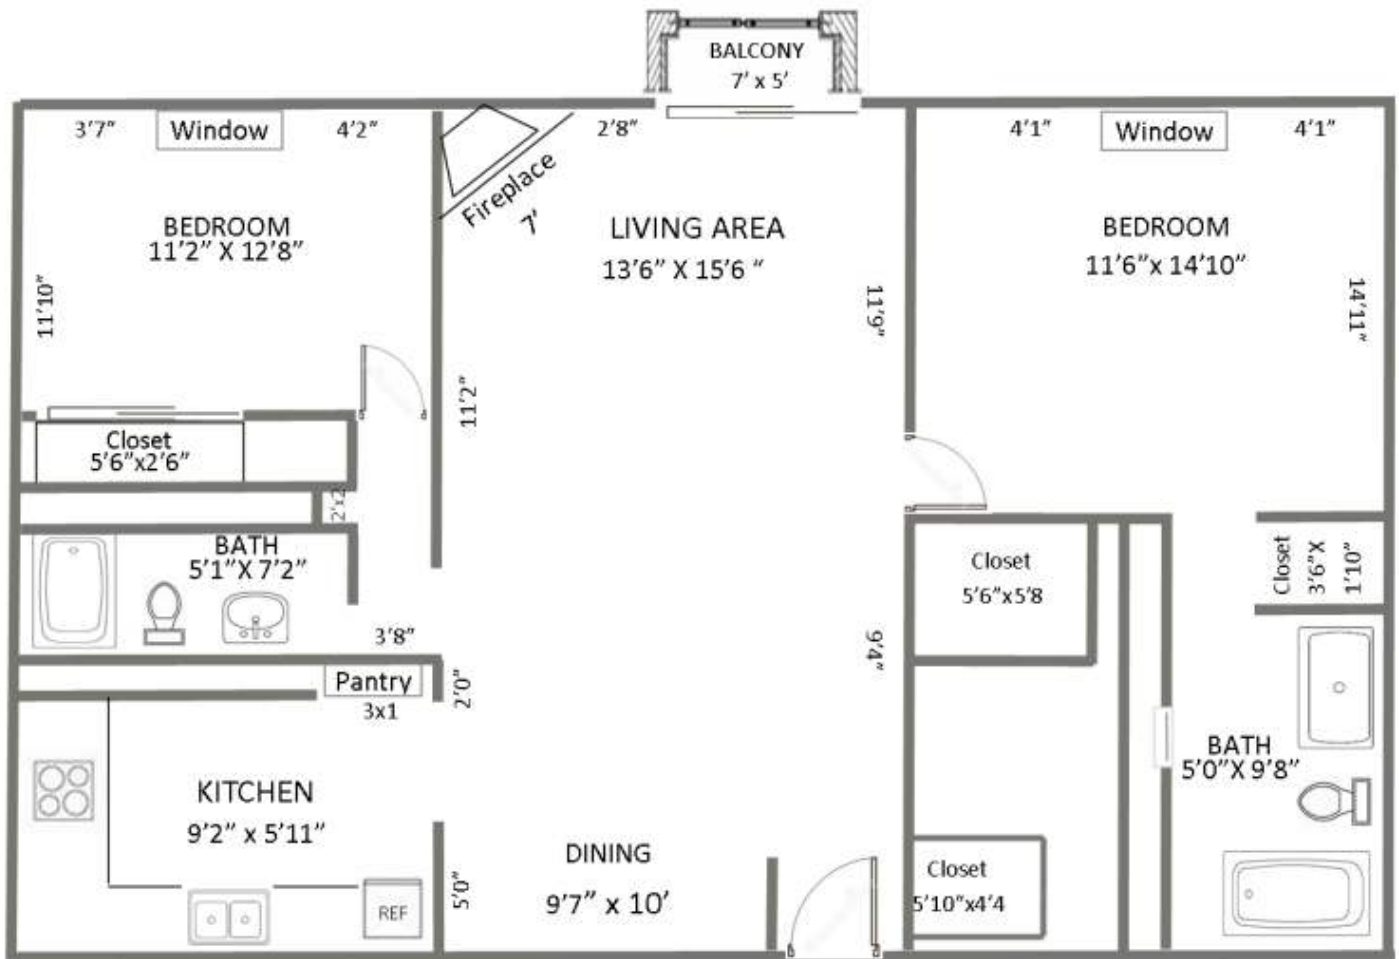 BALCONY
7’ x 5’
3’7”
Window
4’2”
2’8”
4’1”
Window
4’1”
Fireplace
7’
BEDROOM
11’2” X 12’8”
LIVING AREA
13’6” X 15’6 “
BEDROOM
11’6”x 14’10”
11’10”
11’9”
14’11”
11’2”
Closet
5’6”x2’6”
2’x2
BATH
5’1”X 7’2”
Closet
5’6”x5’8
Closet
3’6”X
1’10”
3’8”
9’4”
Pantry
3x1
2’0”
BATH
5’0”X 9’8”
KITCHEN
9’2” x 5’11”
DINING
9’7” x 10’
5’0”
REF
Closet
5’10”x4’4